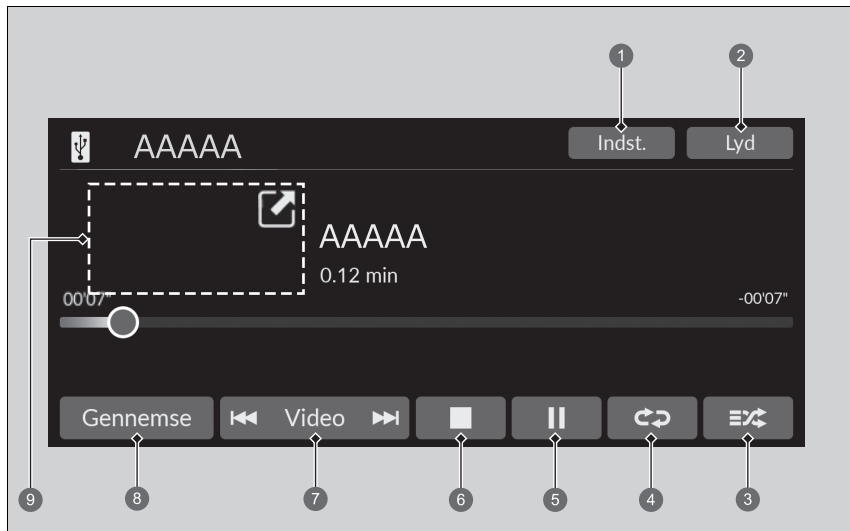 1 2
AAAAA Indst. Lyd
9
AAAAA
0.12 min
00'07" -00'07"
Gennemse Video
8 7 6 5 4 3